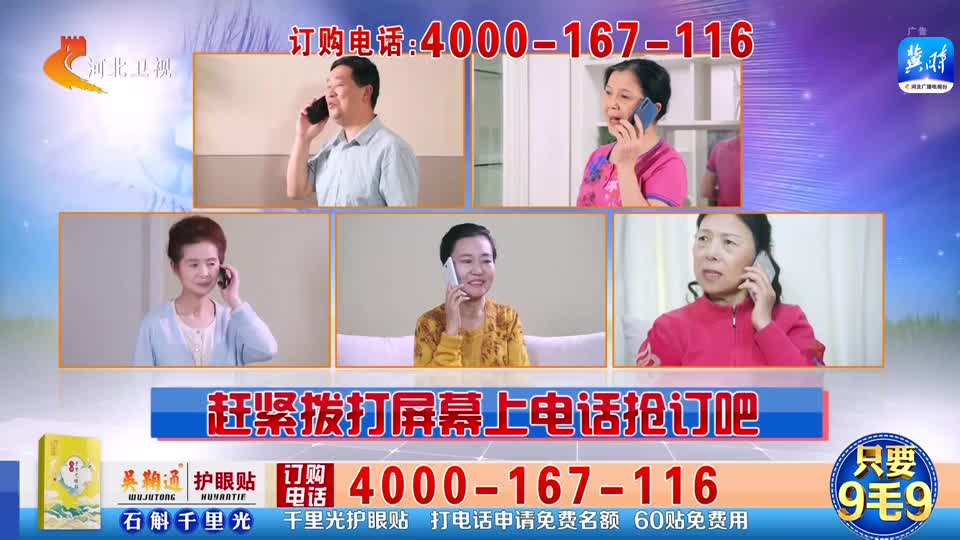 订购电话:4000-167-116
河北卫视
广告
冀时
河北广播电视台
赶紧拨打屏幕上电话抢订吧
吴鞠通
WUJUTONG
护眼贴
HUYANTIE
石斛千里光
订购
电话
4000-167-116
千里光护眼贴 打电话申请免费名额 60贴免费用
只要
9毛9